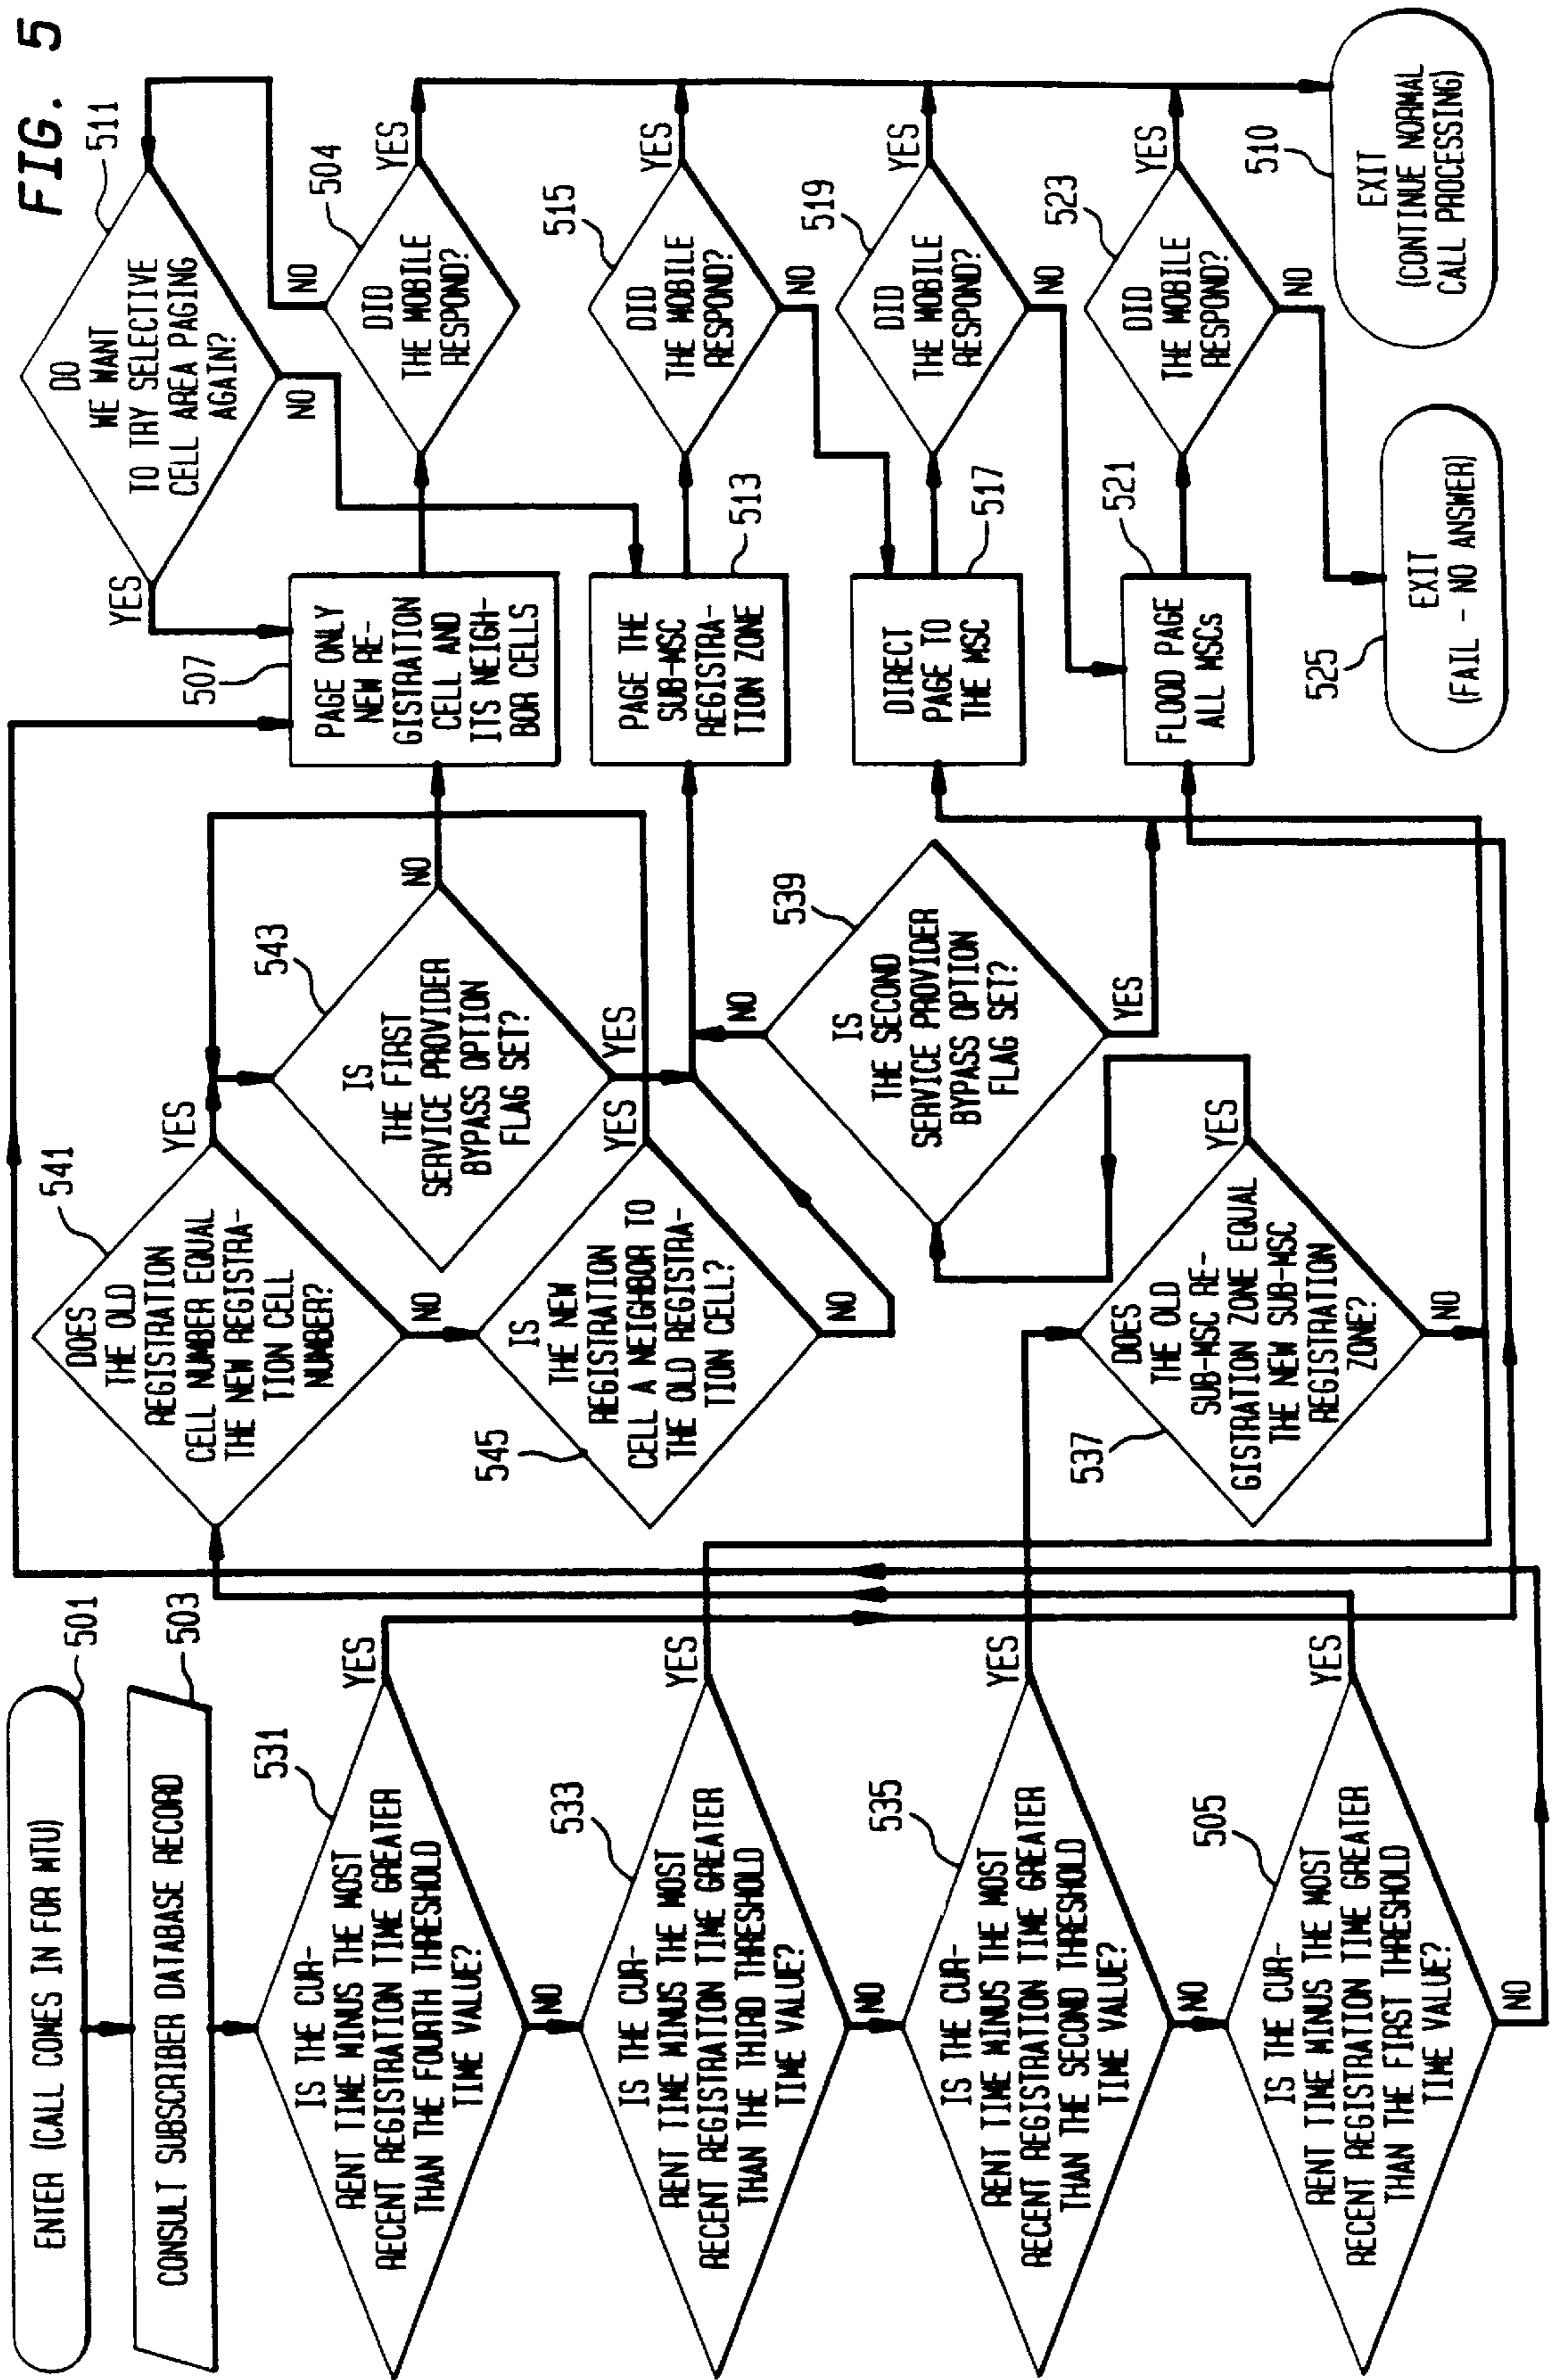 FIG. 5
ENTER (CALL COMES IN FOR MTU)
501
CONSULT SUBSCRIBER DATABASE RECORD
503
IS THE CUR-
RENT TIME MINUS THE MOST
RECENT REGISTRATION TIME GREATER
THAN THE FOURTH THRESHOLD
TIME VALUE?
531
YES
NO
IS THE CUR-
RENT TIME MINUS THE MOST
RECENT REGISTRATION TIME GREATER
THAN THE THIRD THRESHOLD
TIME VALUE?
533
YES
NO
IS THE CUR-
RENT TIME MINUS THE MOST
RECENT REGISTRATION TIME GREATER
THAN THE SECOND THRESHOLD
TIME VALUE?
535
YES
NO
IS THE CUR-
RENT TIME MINUS THE MOST
RECENT REGISTRATION TIME GREATER
THAN THE FIRST THRESHOLD
TIME VALUE?
505
YES
NO
DOES
THE OLD
REGISTRATION
CELL NUMBER EQUAL
THE NEW REGISTRA-
TION CELL
NUMBER?
541
YES
NO
IS
THE FIRST
SERVICE PROVIDER
BYPASS OPTION
FLAG SET?
543
NO
YES
IS
THE NEW
REGISTRATION
CELL A NEIGHBOR TO
THE OLD REGISTRA-
TION CELL?
545
YES
NO
IS
THE SECOND
SERVICE PROVIDER
BYPASS OPTION
FLAG SET?
539
NO
YES
DOES
THE OLD
SUB-MSC RE-
GISTRATION ZONE EQUAL
THE NEW SUB-MSC
REGISTRATION
ZONE?
537
YES
NO
DO
WE WANT
TO TRY SELECTIVE
CELL AREA PAGING
AGAIN?
511
YES
NO
PAGE ONLY
NEW RE-
GISTRATION
CELL AND
ITS NEIGH-
BOR CELLS
507
DID
THE MOBILE
RESPOND?
504
NO
YES
PAGE THE
SUB-MSC
REGISTRA-
TION ZONE
513
DID
THE MOBILE
RESPOND?
515
YES
NO
DIRECT
PAGE TO
THE MSC
517
DID
THE MOBILE
RESPOND?
519
YES
NO
FLOOD PAGE
ALL MSCs
521
DID
THE MOBILE
RESPOND?
523
YES
NO
EXIT
(FAIL - NO ANSWER)
525
EXIT
(CONTINUE NORMAL
CALL PROCESSING)
510